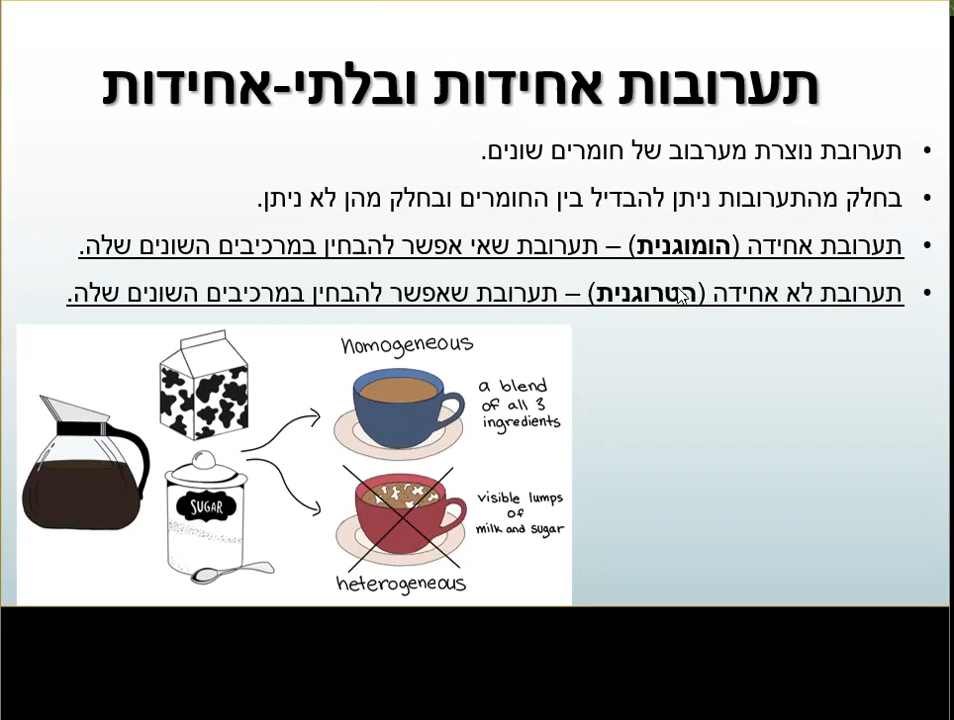 תערובות אחידות ובלתי-אחידות
• תערובת נוצרת מערבוב של חומרים שונים.
• בחלק מהתערובות ניתן להבדיל בין החומרים ובחלק מהן לא ניתן.
• תערובת אחידה (הומוגנית) – תערובת שאי אפשר להבחין במרכיבים השונים שלה.
• תערובת לא אחידה (הטרוגנית) – תערובת שאפשר להבחין במרכיבים השונים שלה.
homogeneous
a blend
of all 3
ingredients
SUGAR
visible lumps
of
milk and sugar
heterogeneous